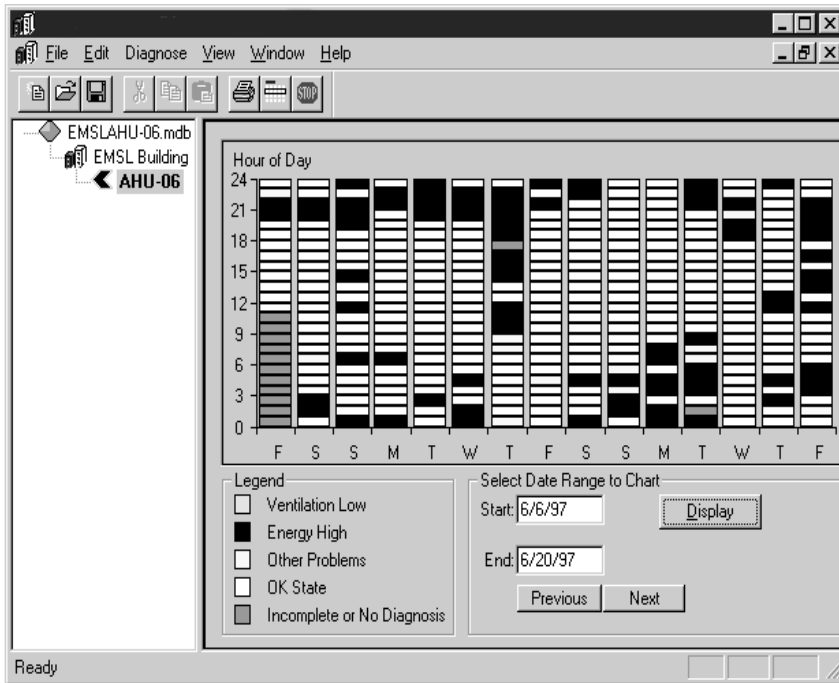 File Edit Diagnose View Window Help
STOP
EMSLAHU-06.mdb
EMSL Building
AHU-06
Hour of Day
24
21
18
15
12
9
6
3
0
F S S M T W T F S S M T W T F
Legend
Ventilation Low
Energy High
Other Problems
OK State
Incomplete or No Diagnosis
Select Date Range to Chart
Start: 6/6/97
Display
End: 6/20/97
Previous Next
Ready